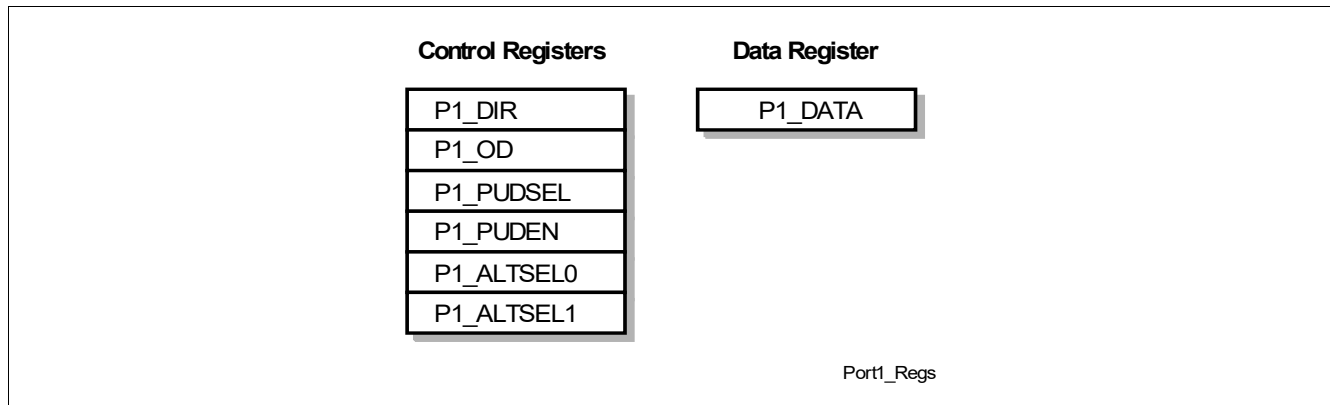 Control Registers
Data Register
P1_DIR
P1_DATA
P1_OD
P1_PUDSEL
P1_PUDEN
P1_ALTSEL0
P1_ALTSEL1
Port1_Regs